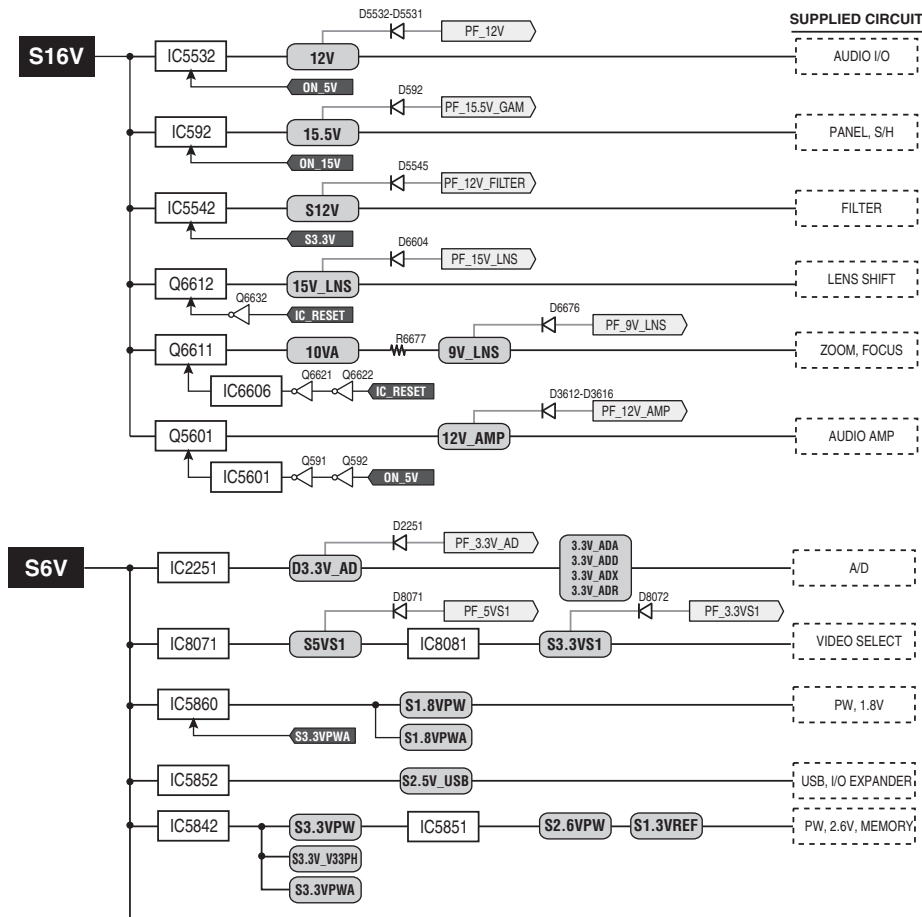 D5532-D5531
PF_12V
SUPPLIED CIRCUIT
S16V
IC5532
12V
AUDIO I/O
ON_5V
D592
PF_15.5V_GAM
IC592
15.5V
PANEL, S/H
ON_15V
D5545
PF_12V_FILTER
IC5542
S12V
FILTER
S3.3V
D6604
PF_15V_LNS
Q6612
15V_LNS
LENS SHIFT
Q6632
IC_RESET
D6676
PF_9V_LNS
Q6611
10VA
R6677
9V_LNS
ZOOM, FOCUS
IC6606
Q6621
Q6622
IC_RESET
D3612-D3616
PF_12V_AMP
Q5601
12V_AMP
AUDIO AMP
IC5601
Q591
Q592
ON_5V
D2251
PF_3.3V_AD
S6V
IC2251
D3.3V_AD
3.3V_ADA
3.3V_ADD
3.3V_ADX
3.3V_ADR
A/D
D8071
PF_5VS1
D8072
PF_3.3VS1
IC8071
S5VS1
IC8081
S3.3VS1
VIDEO SELECT
IC5860
S1.8VPW
PW, 1.8V
S3.3VPWA
S1.8VPWA
IC5852
S2.5V_USB
USB, I/O EXPANDER
IC5842
S3.3VPW
IC5851
S2.6VPW
S1.3VREF
PW, 2.6V, MEMORY
S3.3V_V33PH
S3.3VPWA